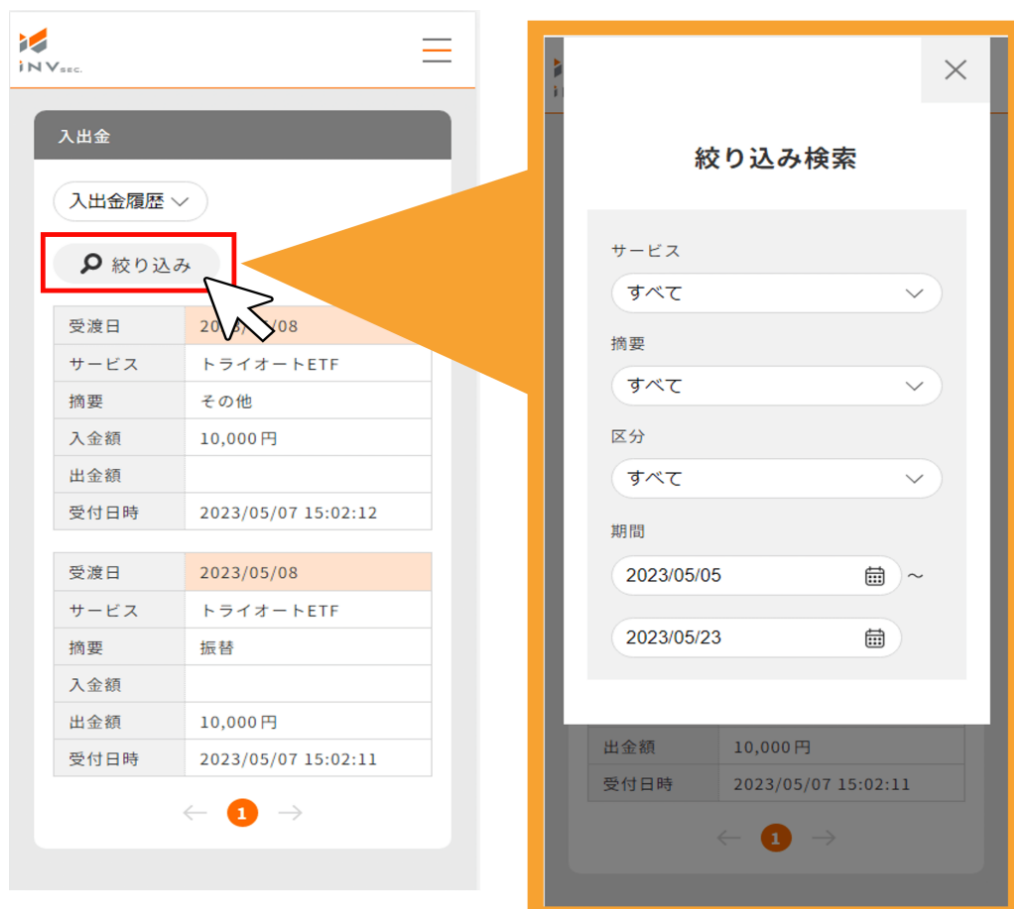 iNVsec.
入出金
入出金履歴
絞り込み
受渡日 2023/05/08
サービス トライオートETF
摘要 その他
入金額 10,000円
出金額
受付日時 2023/05/07 15:02:12
受渡日 2023/05/08
サービス トライオートETF
摘要 振替
入金額
出金額 10,000円
受付日時 2023/05/07 15:02:11
1
絞り込み検索
サービス
すべて
摘要
すべて
区分
すべて
期間
2023/05/05 ～
2023/05/23
出金額 10,000円
受付日時 2023/05/07 15:02:11
1